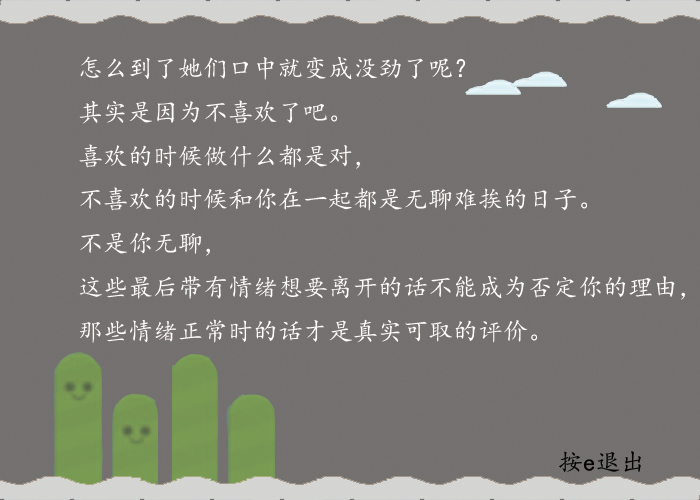 怎么到了她们口中就变成没劲了呢？
其实是因为不喜欢了吧。
喜欢的时候做什么都是对，
不喜欢的时候和你在一起都是无聊难挨的日子。
不是你无聊，
这些最后带有情绪想要离开的话不能成为否定你的理由，
那些情绪正常时的话才是真实可取的评价。
按e退出